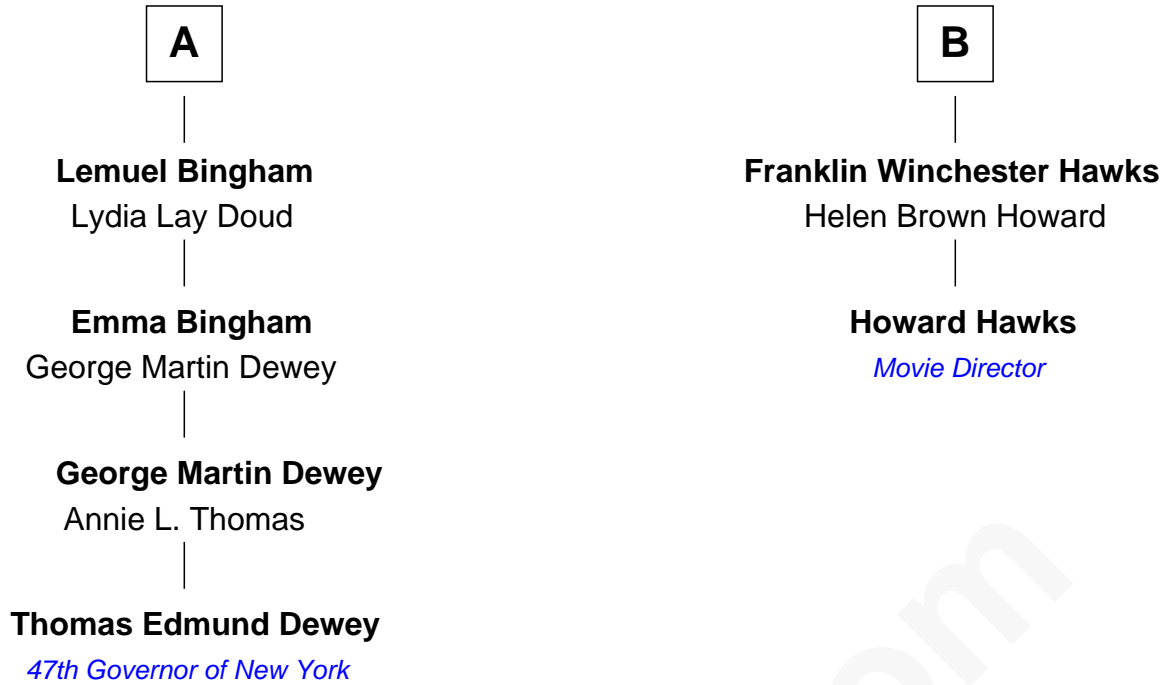 A
Lemuel Bingham
Lydia Lay Doud
Emma Bingham
George Martin Dewey
George Martin Dewey
Annie L. Thomas
Thomas Edmund Dewey
47th Governor of New York
B
Franklin Winchester Hawks
Helen Brown Howard
Howard Hawks
Movie Director
om